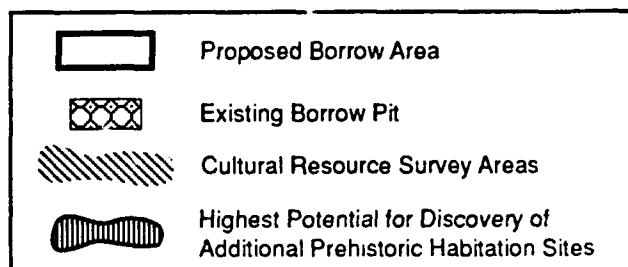 Proposed Borrow Area
Existing Borrow Pit
Cultural Resource Survey Areas
Highest Potential for Discovery of
Additional Prehistoric Habitation Sites